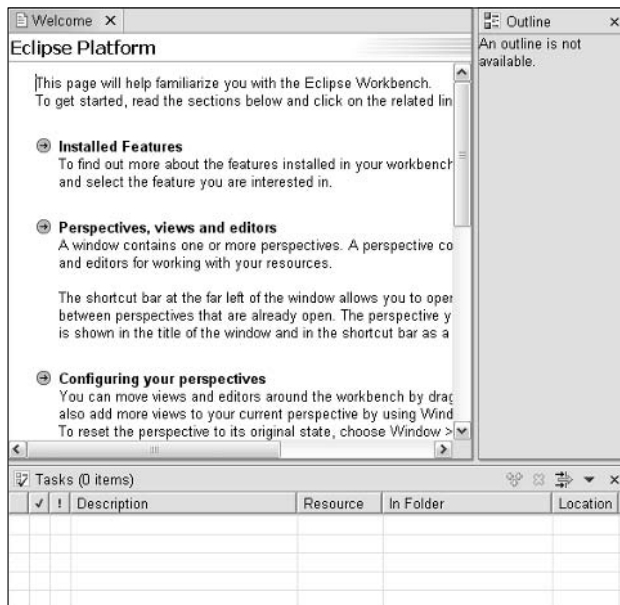 Welcome
Outline
Eclipse Platform
An outline is not
available.
This page will help familiarize you with the Eclipse Workbench.
To get started, read the sections below and click on the related lin
Installed Features
To find out more about the features installed in your workbench
and select the feature you are interested in.
Perspectives, views and editors
A window contains one or more perspectives. A perspective co
and editors for working with your resources.
The shortcut bar at the far left of the window allows you to oper
between perspectives that are already open. The perspective y
is shown in the title of the window and in the shortcut bar as a
Configuring your perspectives
You can move views and editors around the workbench by drag
also add more views to your current perspective by using Wind
To reset the perspective to its original state, choose Window >
Tasks (0 items)
! Description Resource In Folder Location